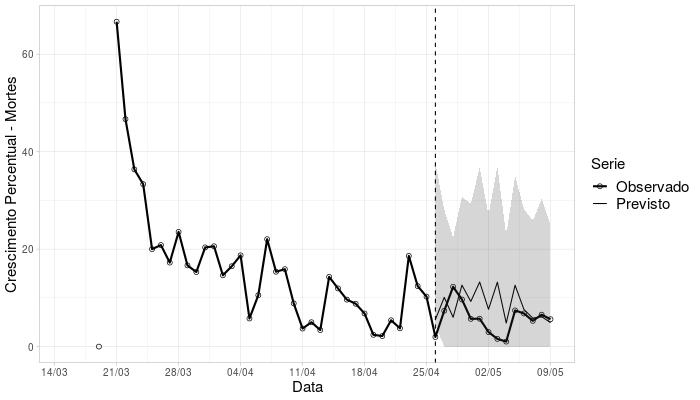 Crescimento Percentual - Mortes
60
40
20
0
14/03 21/03 28/03 04/04 11/04 18/04 25/04 02/05 09/05
Data
Serie
Observado
Previsto